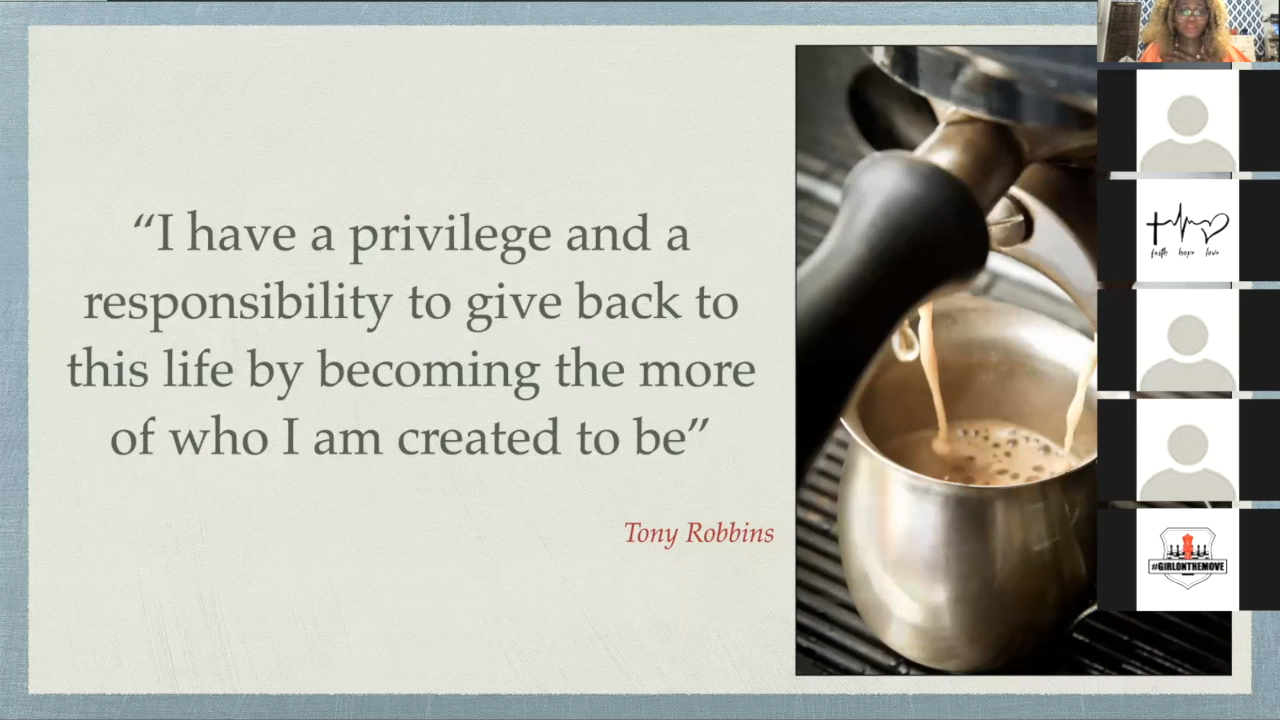 “I have a privilege and a
responsibility to give back to
this life by becoming the more
of who I am created to be”
Tony Robbins
faith hope love
#GIRLONTHEMOVE